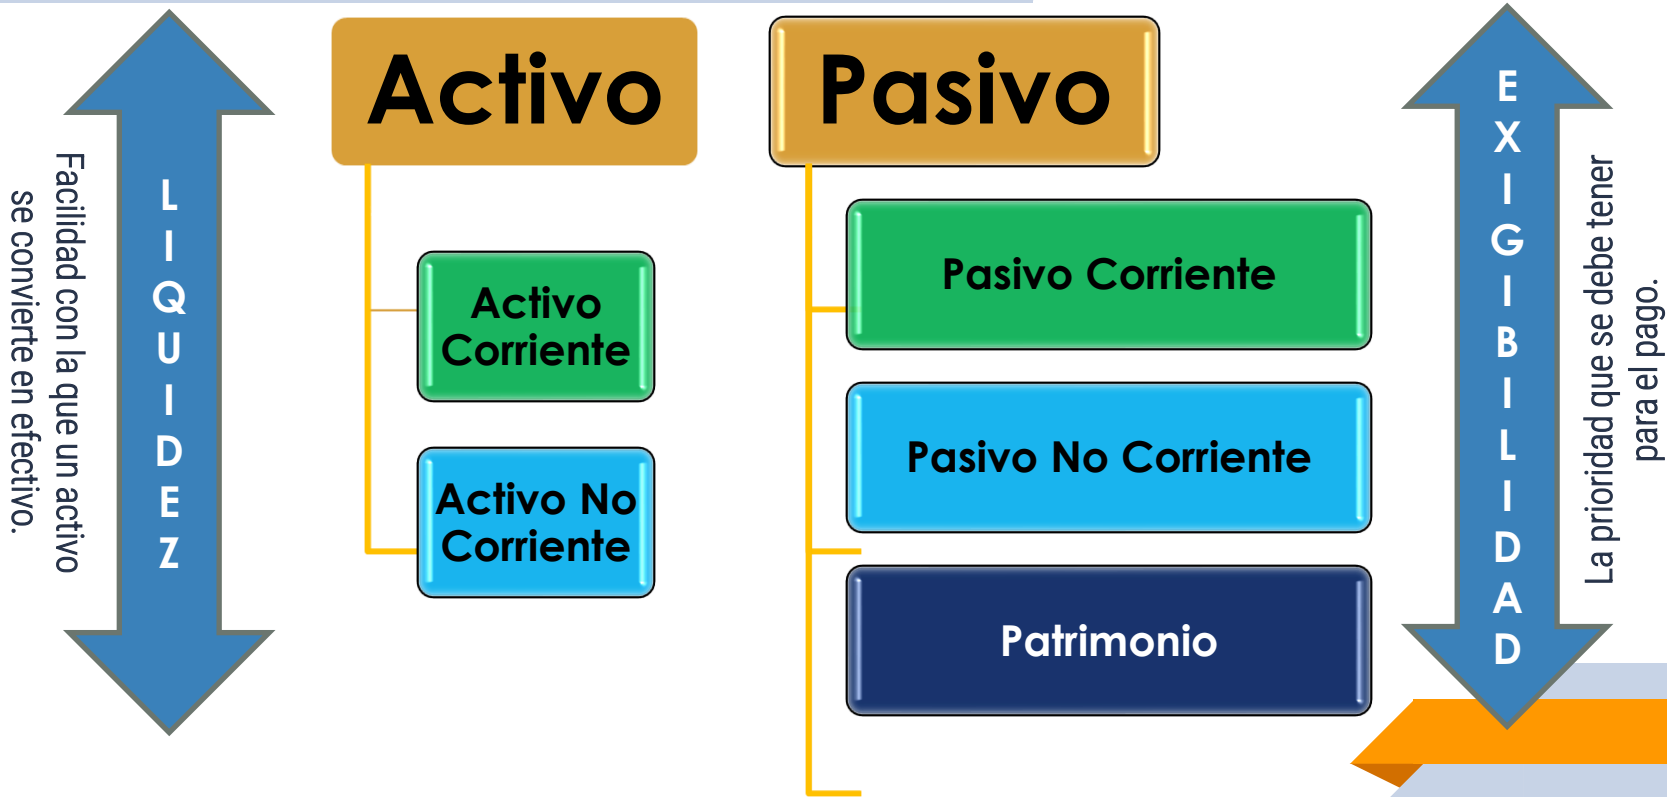 Facilidad con la que un activo
se convierte en efectivo.
LIQUIDEZ
Activo
Activo
Corriente
Activo No
Corriente
Pasivo
Pasivo Corriente
Pasivo No Corriente
Patrimonio
EXIGIBILIDAD
La prioridad que se debe tener
para el pago.